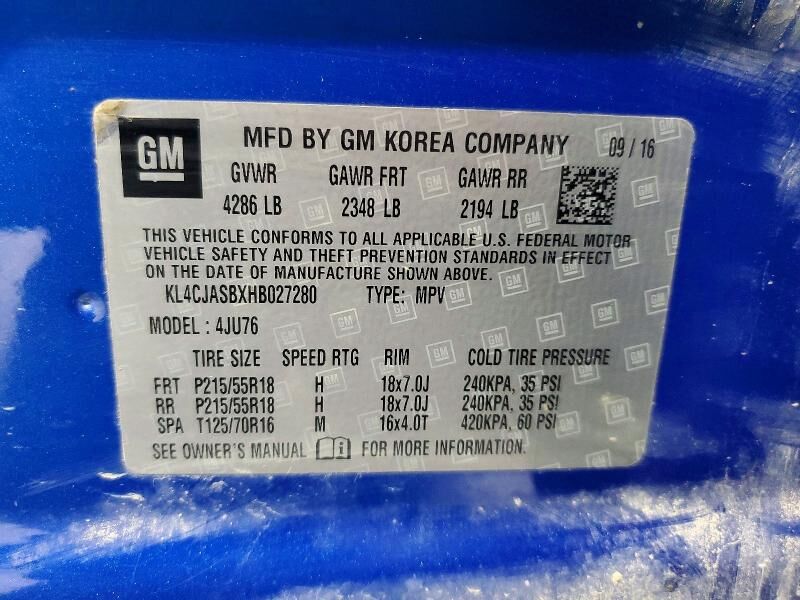 GM MFD BY GM KOREA COMPANY 09 / 16
GVWR GAWR FRT GAWR RR
4286 LB 2348 LB 2194 LB
THIS VEHICLE CONFORMS TO ALL APPLICABLE U.S. FEDERAL MOTOR
VEHICLE SAFETY AND THEFT PREVENTION STANDARDS IN EFFECT
ON THE DATE OF MANUFACTURE SHOWN ABOVE.
KL4CJASBXHB027280 TYPE: MPV
MODEL : 4JU76
TIRE SIZE SPEED RTG RIM COLD TIRE PRESSURE
FRT P215/55R18 H 18x7.0J 240KPA, 35 PSI
RR P215/55R18 H 18x7.0J 240KPA, 35 PSI
SPA T125/70R16 M 16x4.0T 420KPA, 60 PSI
SEE OWNER'S MANUAL i FOR MORE INFORMATION.